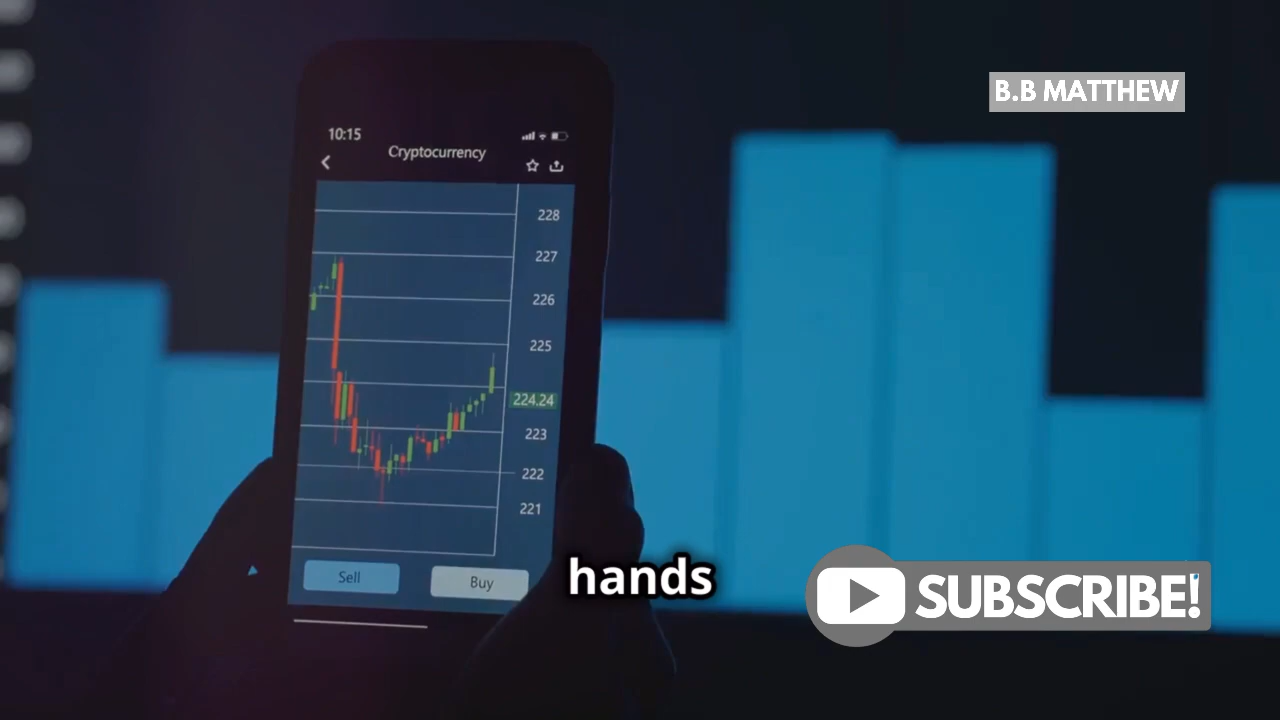 B.B MATTHEW
10:15
Cryptocurrency
228
227
226
225
224.24
223
222
221
Sell
Buy
hands
SUBSCRIBE!